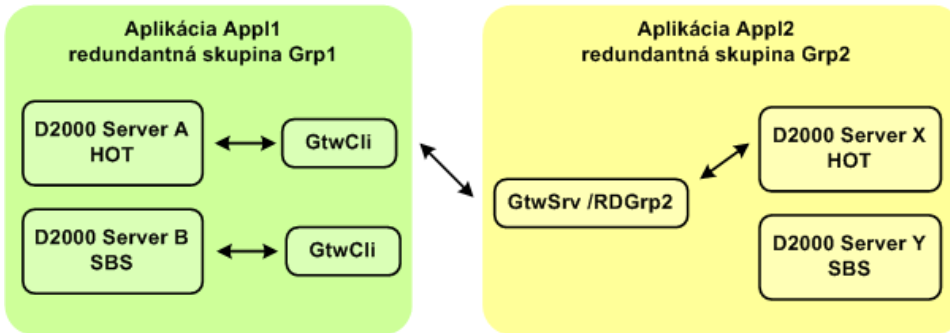 Aplikácia Appl1
redundantná skupina Grp1
D2000 Server A
HOT
GtwCli
D2000 Server B
SBS
GtwCli
Aplikácia Appl2
redundantná skupina Grp2
GtwSrv /RDGrp2
D2000 Server X
HOT
D2000 Server Y
SBS